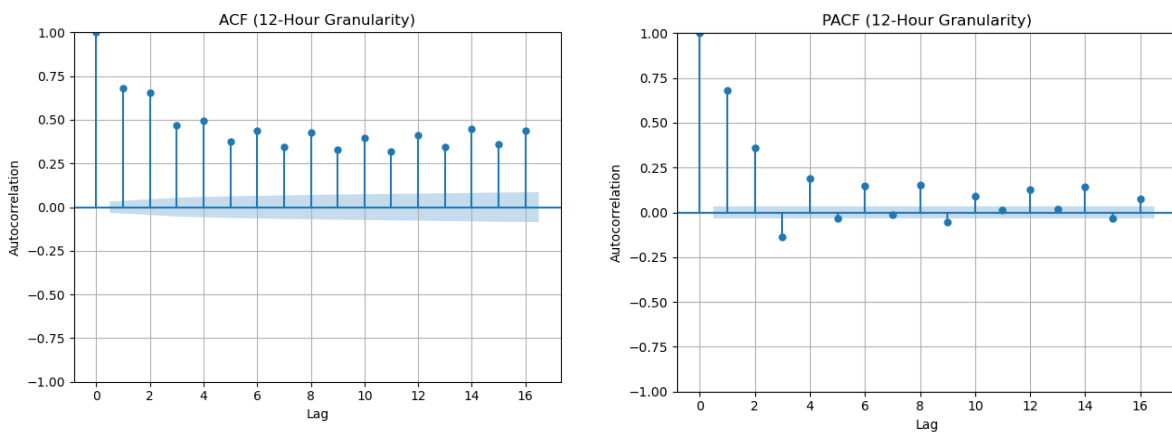 ACF (12-Hour Granularity)
1.00
0.75
0.50
0.25
0.00
−0.25
−0.50
−0.75
−1.00
Autocorrelation
0 2 4 6 8 10 12 14 16
Lag
PACF (12-Hour Granularity)
1.00
0.75
0.50
0.25
0.00
−0.25
−0.50
−0.75
−1.00
Autocorrelation
0 2 4 6 8 10 12 14 16
Lag